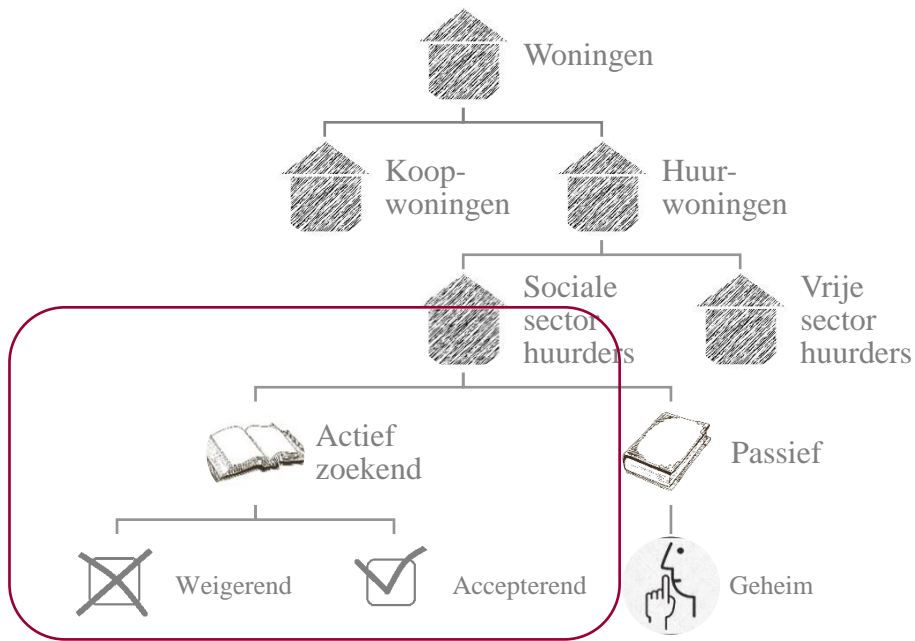 Woningen
Koop-
woningen
Huur-
woningen
Sociale
sector
huurders
Vrije
sector
huurders
Actief
zoekend
Passief
Weigerend
Accepterend
Geheim